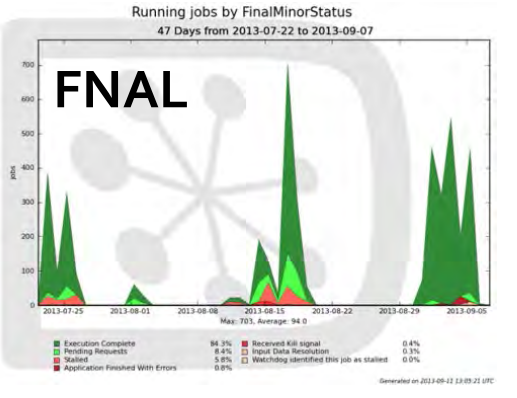 Running jobs by FinalMinorStatus
47 Days from 2013-07-22 to 2013-09-07
FNAL
700
600
500
400
300
200
100
0
jobs
2013-07-25 2013-08-01 2013-08-08 2013-08-15 2013-08-22 2013-08-29 2013-09-05
Max: 703, Average: 94.0
Execution Complete 84.3% Received Kill signal 0.4%
Pending Requests 8.4% Input Data Resolution 0.3%
Stalled 5.8% Watchdog identified this job as stalled 0.0%
Application Finished With Errors 0.8%
Generated on 2013-09-11 13:05:21 UTC